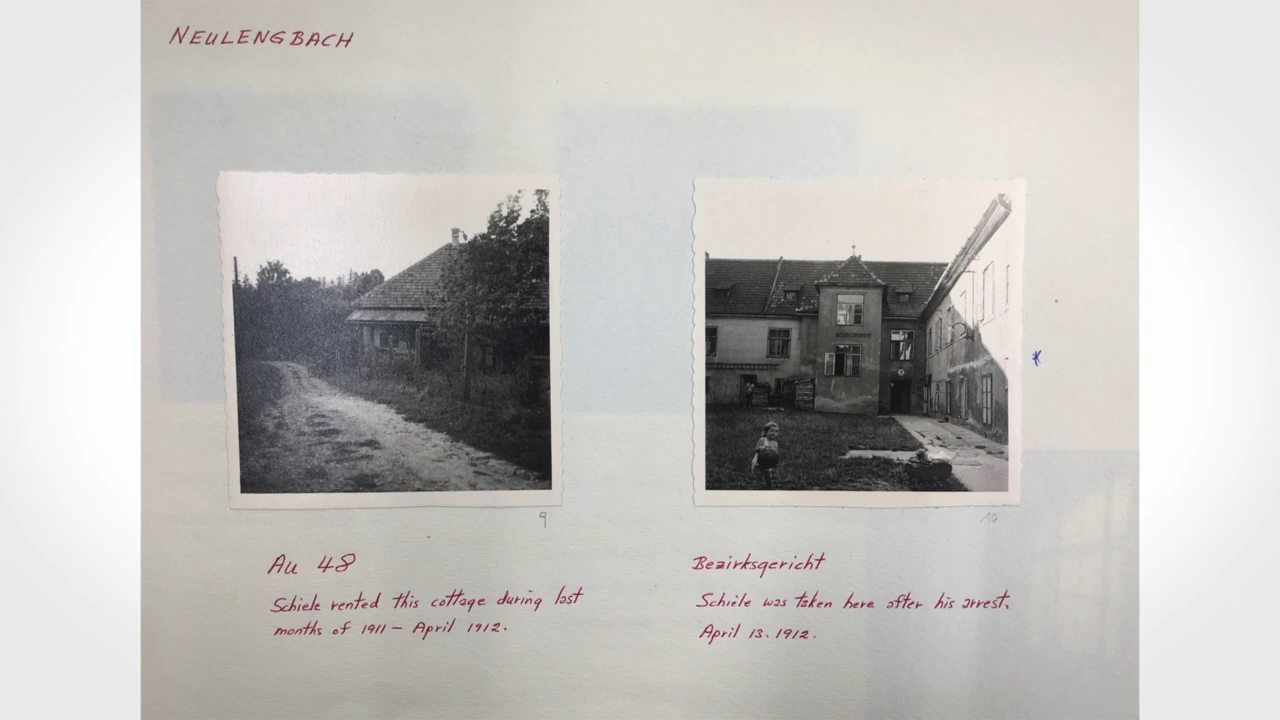 NEULENGBACH
9
10
Au 48
Bezirksgericht
Schiele rented this cottage during last
months of 1911 – April 1912.
Schiele was taken here after his arrest,
April 13. 1912.